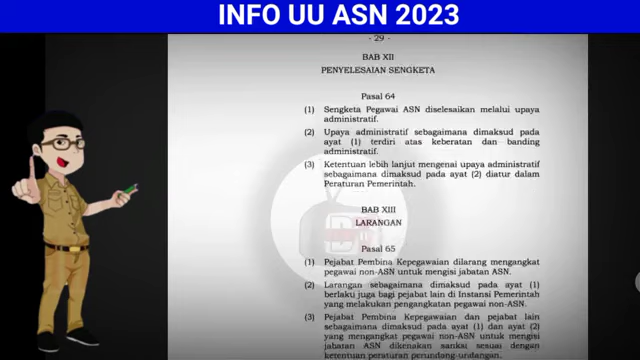 INFO UU ASN 2023
- 29 -
BAB XII
PENYELESAIAN SENGKETA
Pasal 64
(1) Sengketa Pegawai ASN diselesaikan melalui upaya
administratif.
(2) Upaya administratif sebagaimana dimaksud pada
ayat (1) terdiri atas keberatan dan banding
administratif.
(3) Ketentuan lebih lanjut mengenai upaya administratif
sebagaimana dimaksud pada ayat (2) diatur dalam
Peraturan Pemerintah.
BAB XIII
LARANGAN
Pasal 65
(1) Pejabat Pembina Kepegawaian dilarang mengangkat
pegawai non-ASN untuk mengisi jabatan ASN.
(2) Larangan sebagaimana dimaksud pada ayat (1)
berlaku juga bagi pejabat lain di Instansi Pemerintah
yang melakukan pengangkatan pegawai non-ASN.
(3) Pejabat Pembina Kepegawaian dan pejabat lain
sebagaimana dimaksud pada ayat (1) dan ayat (2)
yang mengangkat pegawai non-ASN untuk mengisi
jabatan ASN dikenakan sanksi sesuai dengan
ketentuan peraturan perundang-undangan.